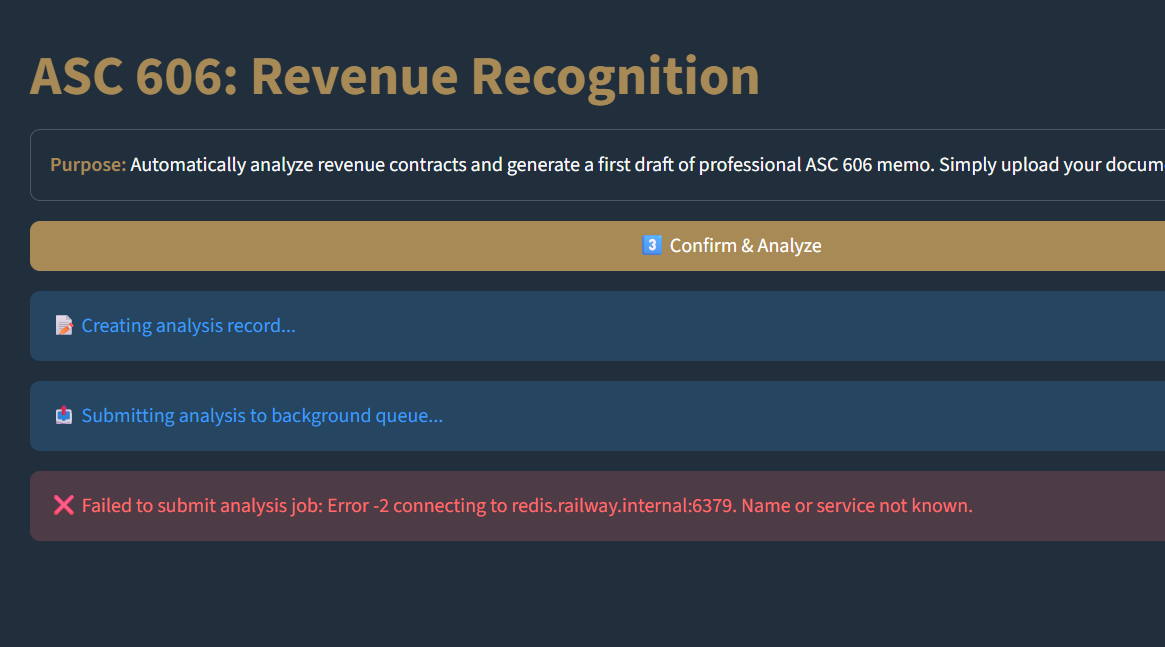 ASC 606: Revenue Recognition
Purpose: Automatically analyze revenue contracts and generate a first draft of professional ASC 606 memo. Simply upload your docum
3 Confirm & Analyze
Creating analysis record...
Submitting analysis to background queue...
Failed to submit analysis job: Error -2 connecting to redis.railway.internal:6379. Name or service not known.